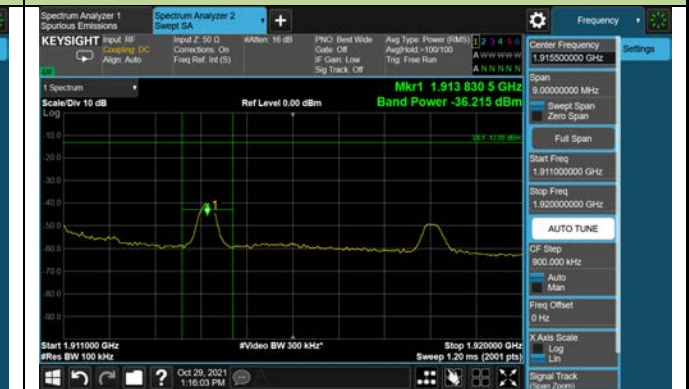 Spectrum Analyzer 1
Spurious Emissions
Spectrum Analyzer 2
Swept SA
Frequency
KEYSIGHT
Input: RF
Coupling: DC
Align: Auto
Input Z: 50 Ω
Corrections: On
Freq Ref: Int (S)
#Atten: 16 dB
PNO: Best Wide
Gate: Off
IF Gain: Low
Sig Track: Off
Avg Type: Power (RMS)
Avg|Hold:>100/100
Trig: Free Run
1 2 3 4 5 6
A W W W W W
A N N N N N
LV
1 Spectrum
Scale/Div 10 dB
Ref Level 0.00 dBm
Mkr1 1.913 830 5 GHz
Band Power -36.215 dBm
Log
-10.0
-20.0
-30.0
-40.0
-50.0
-60.0
-70.0
-80.0
-90.0
1
Start 1.911000 GHz
#Res BW 100 kHz
#Video BW 300 kHz*
Stop 1.920000 GHz
Sweep 1.20 ms (2001 pts)
Oct 29, 2021
1:16:03 PM
Center Frequency
1.915500000 GHz
Settings
Span
9.00000000 MHz
Swept Span
Zero Span
Full Span
Start Freq
1.911000000 GHz
Stop Freq
1.920000000 GHz
AUTO TUNE
CF Step
900.000 kHz
Auto
Man
Freq Offset
0 Hz
X Axis Scale
Log
Lin
Signal Track
(Span Zoom)